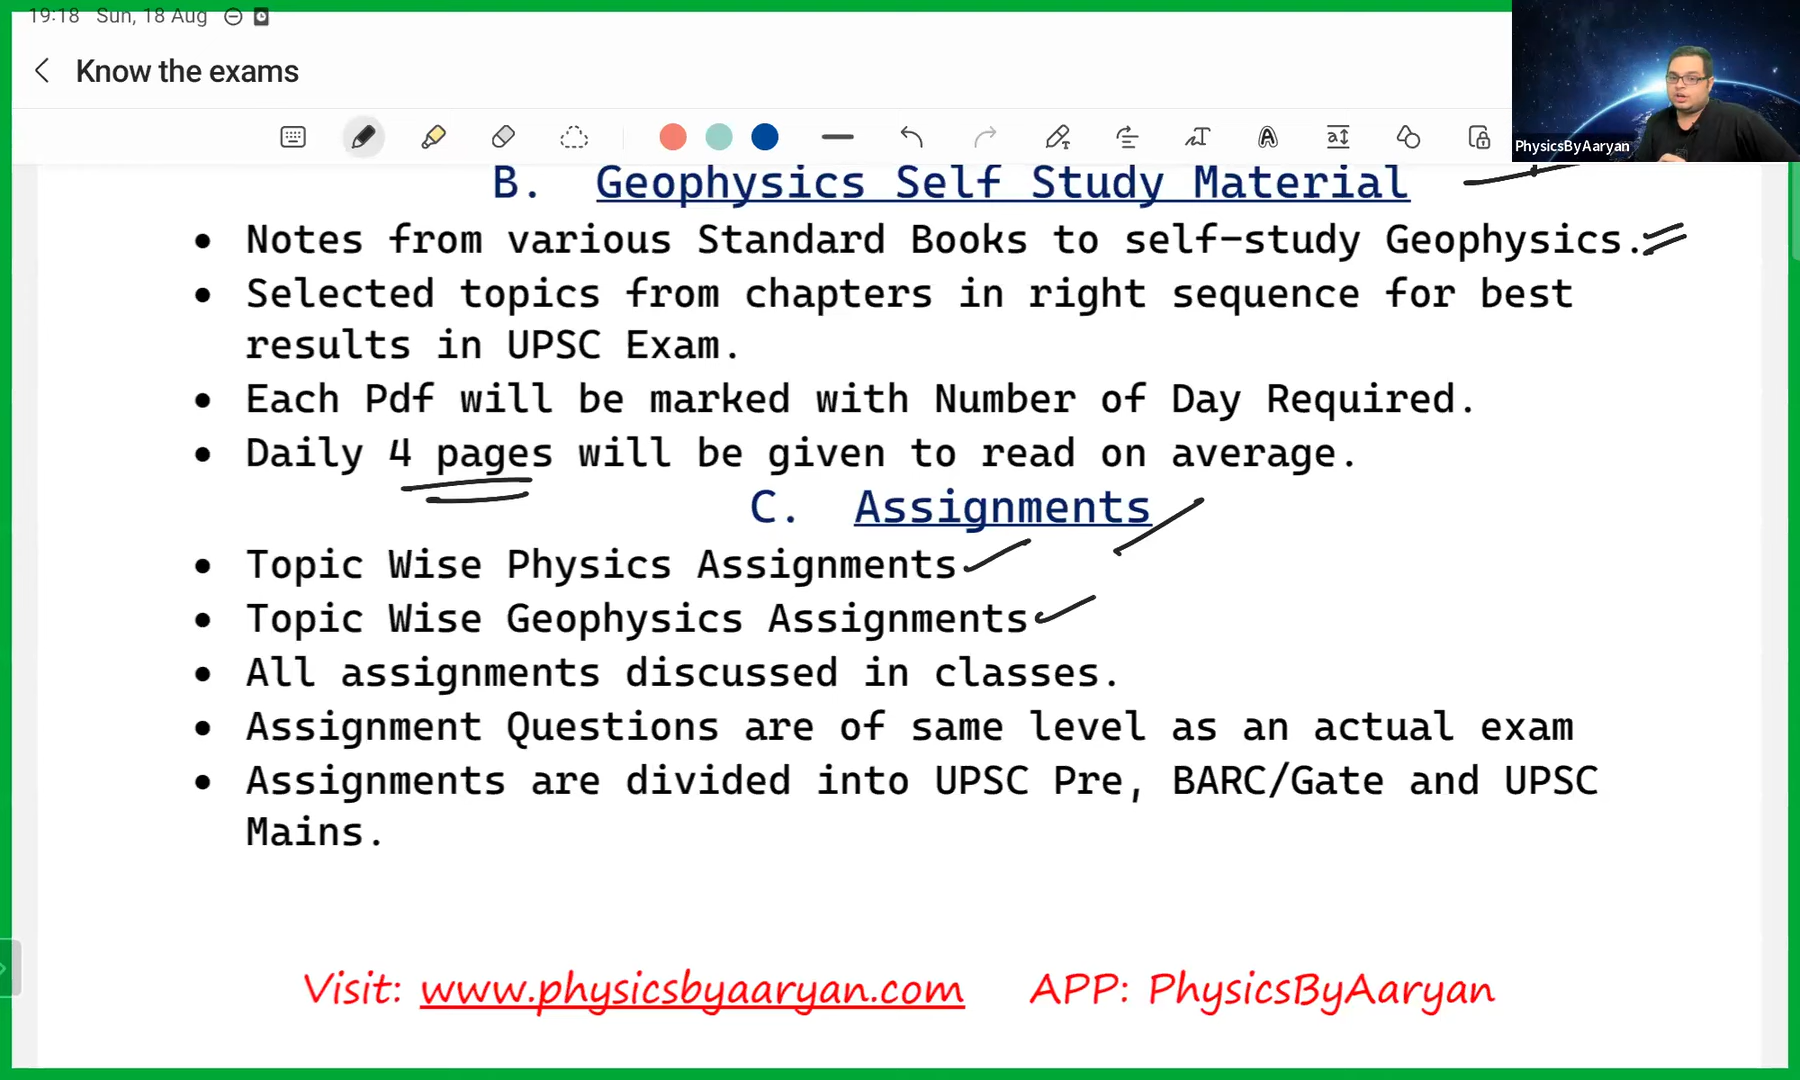 19:18 Sun, 18 Aug
Know the exams
PhysicsByAaryan
B. Geophysics Self Study Material
• Notes from various Standard Books to self-study Geophysics.
• Selected topics from chapters in right sequence for best
results in UPSC Exam.
• Each Pdf will be marked with Number of Day Required.
• Daily 4 pages will be given to read on average.
C. Assignments
• Topic Wise Physics Assignments
• Topic Wise Geophysics Assignments
• All assignments discussed in classes.
• Assignment Questions are of same level as an actual exam
• Assignments are divided into UPSC Pre, BARC/Gate and UPSC
Mains.
Visit: www.physicsbyaaryan.com APP: PhysicsByAaryan